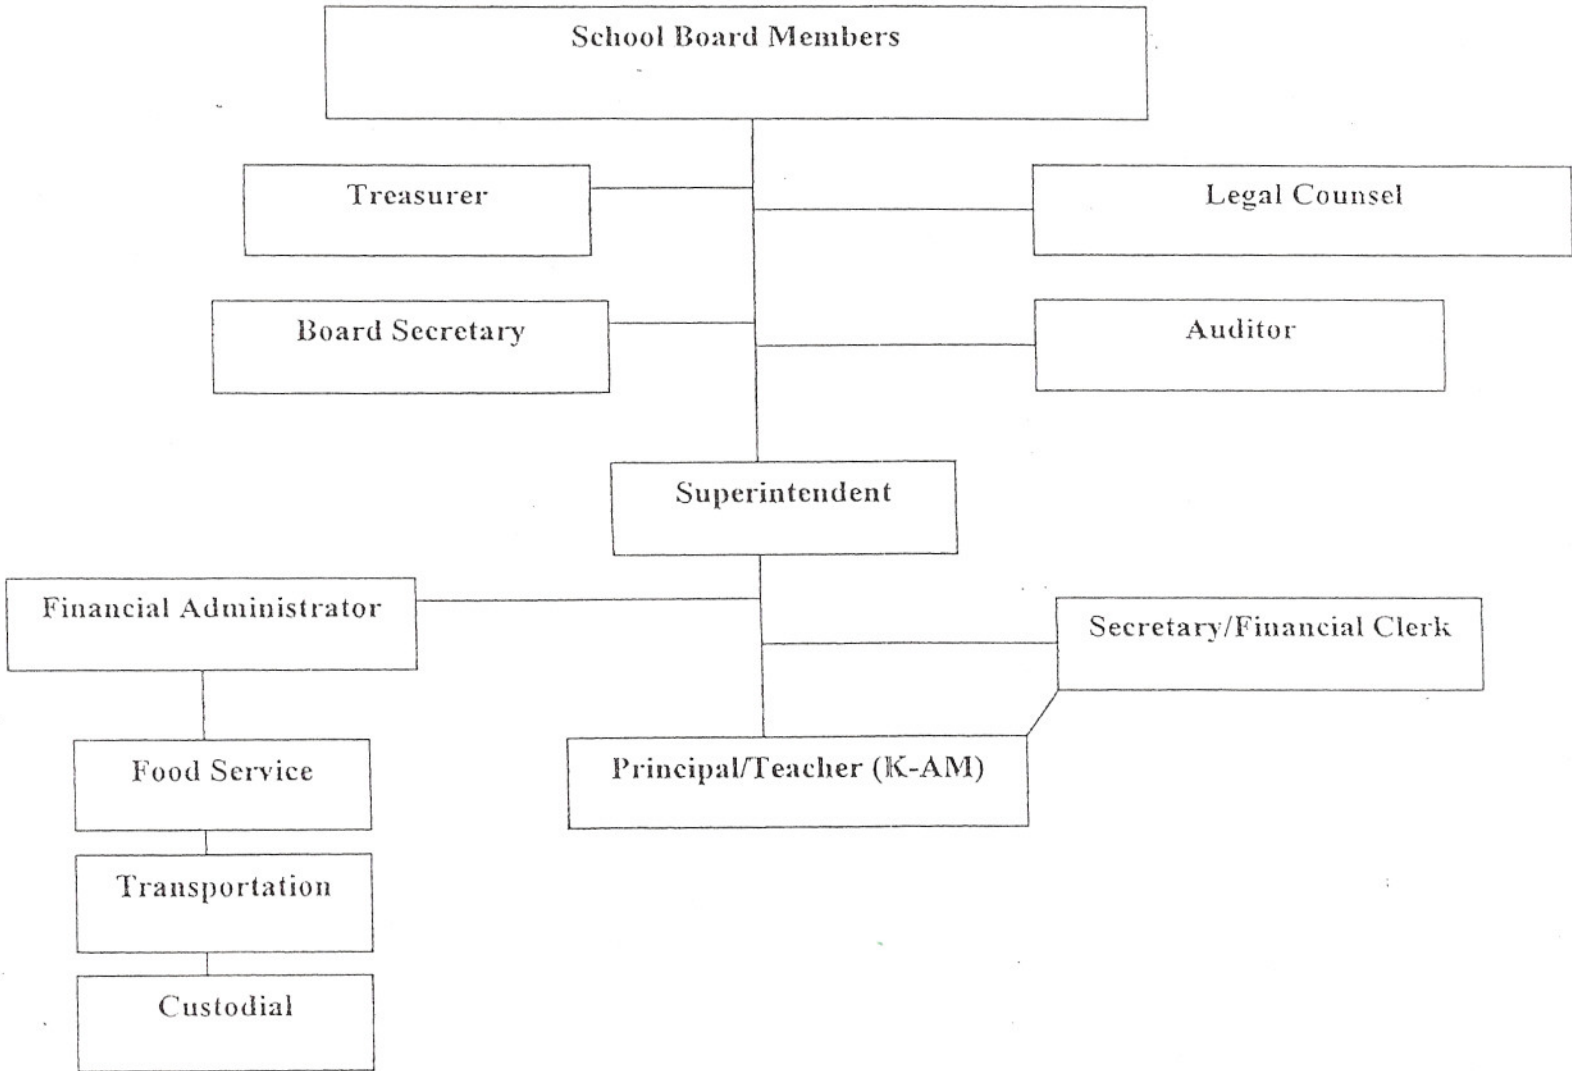 School Board Members
Treasurer
Legal Counsel
Board Secretary
Auditor
Superintendent
Financial Administrator
Secretary/Financial Clerk
Food Service
Principal/Teacher (K-AM)
Transportation
Custodial